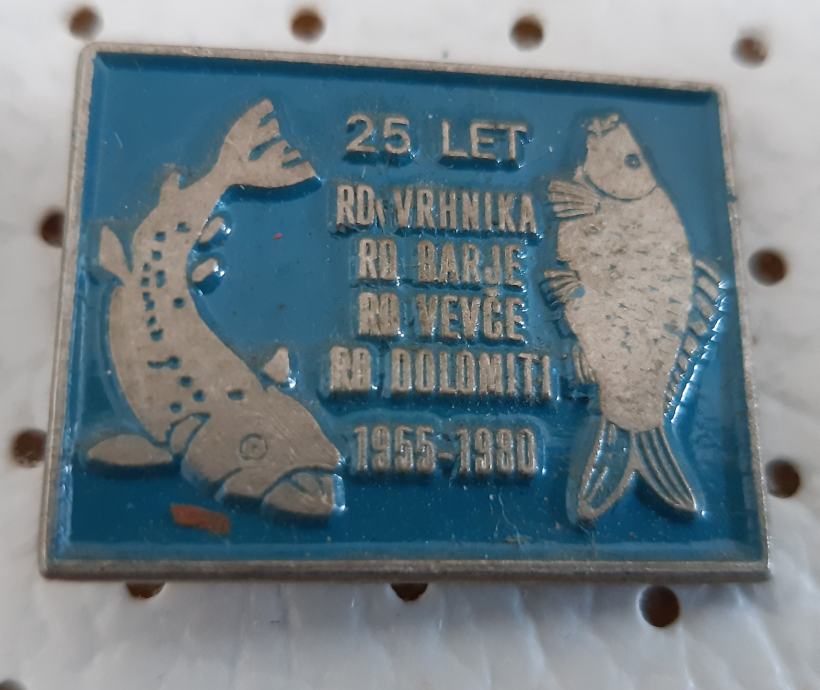 25 LET
RD. VRHNIKA
RD BARJE
RD VEVČE
RD DOLOMITI
1955-1980